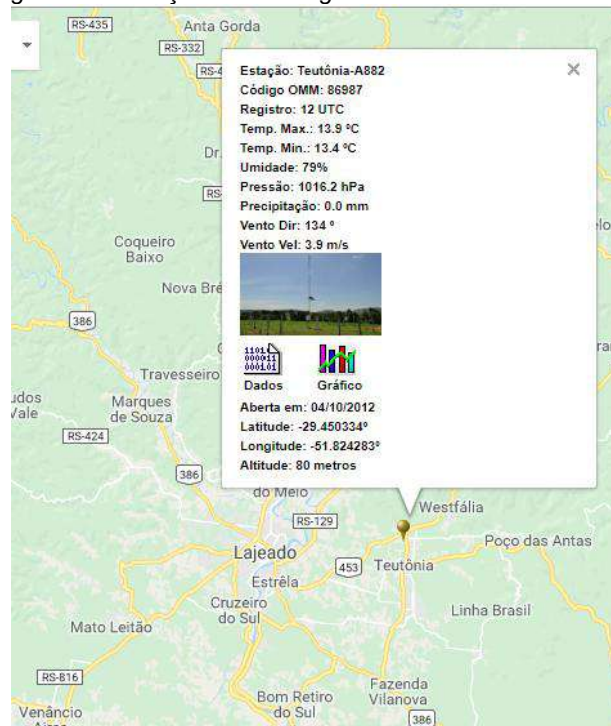 RS-435
Anta Gorda
RS-332
Estação: Teutônia-A882
Código OMM: 86987
Registro: 12 UTC
Temp. Max.: 13.9 ºC
Temp. Min.: 13.4 ºC
Umidade: 79%
Pressão: 1016.2 hPa
Precipitação: 0.0 mm
Vento Dir: 134 º
Vento Vel: 3.9 m/s
Dados
Gráfico
Aberta em: 04/10/2012
Latitude: -29.450334º
Longitude: -51.824283º
Altitude: 80 metros
Dr.
RS-
Coqueiro
Baixo
Nova Bré
386
Travesseiro
Marques
de Souza
RS-424
386
do Meio
Westfália
RS-129
Poço das Antas
Lajeado
453
Teutônia
Estrêla
Cruzeiro
do Sul
Linha Brasil
Mato Leitão
RS-816
Fazenda
Vilanova
Bom Retiro
do Sul
Venâncio
386